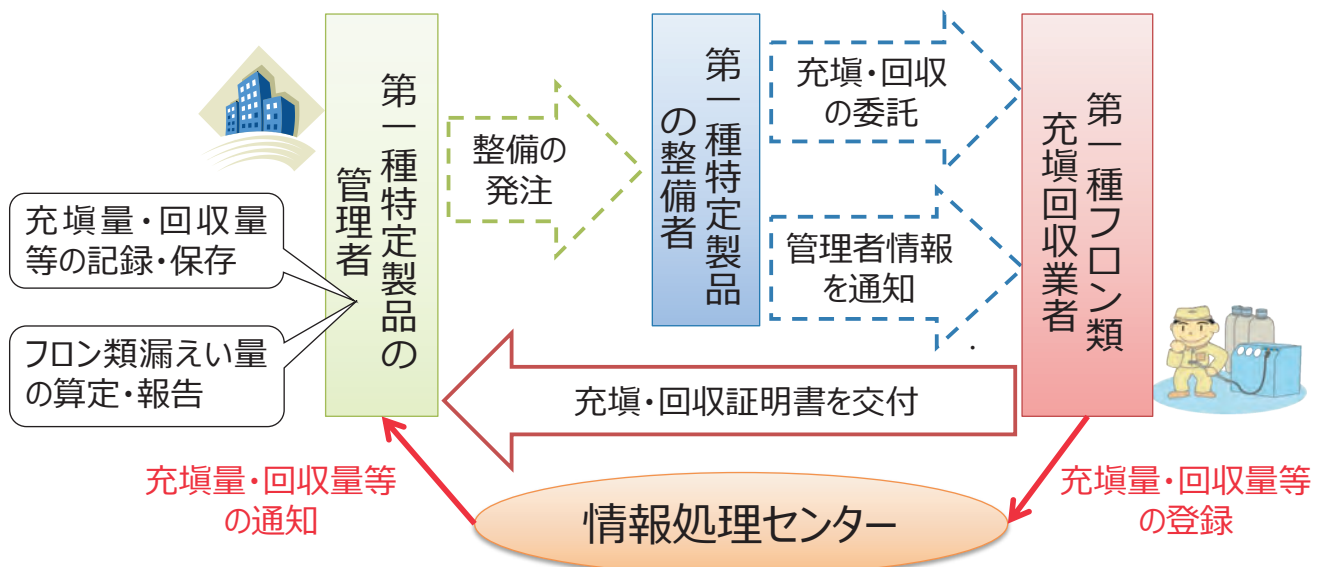 第一種特定製品の
管理者
整備の
発注
第一種特定製品
の整備者
充塡・回収
の委託
管理者情報
を通知
第一種フロン類
充塡回収業者
充塡量・回収量
等の記録・保存
フロン類漏えい量
の算定・報告
充塡・回収証明書を交付
充塡量・回収量等
の通知
情報処理センター
充塡量・回収量等
の登録